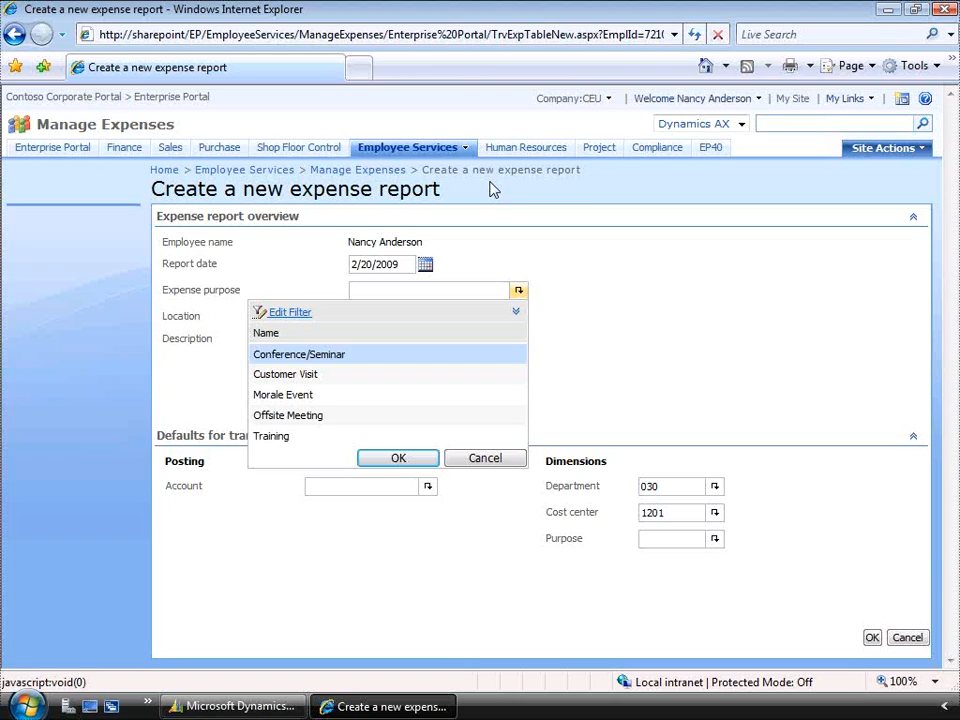 Create a new expense report - Windows Internet Explorer
http://sharepoint/EP/EmployeeServices/ManageExpenses/Enterprise%20Portal/TrvExpTableNew.aspx?EmplId=721(
Live Search
Create a new expense report
Page
Tools
Contoso Corporate Portal > Enterprise Portal
Company:CEU
Welcome Nancy Anderson
My Site
My Links
Manage Expenses
Dynamics AX
Enterprise Portal
Finance
Sales
Purchase
Shop Floor Control
Employee Services
Human Resources
Project
Compliance
EP40
Site Actions
Home > Employee Services > Manage Expenses > Create a new expense report
Create a new expense report
Expense report overview
Employee name
Nancy Anderson
Report date
2/20/2009
Expense purpose
Location
Description
Edit Filter
Name
Conference/Seminar
Customer Visit
Morale Event
Offsite Meeting
Training
OK
Cancel
Defaults for tra
Posting
Account
Dimensions
Department
030
Cost center
1201
Purpose
OK
Cancel
javascript:void(0)
Local intranet | Protected Mode: Off
100%
Microsoft Dynamics...
Create a new expens...